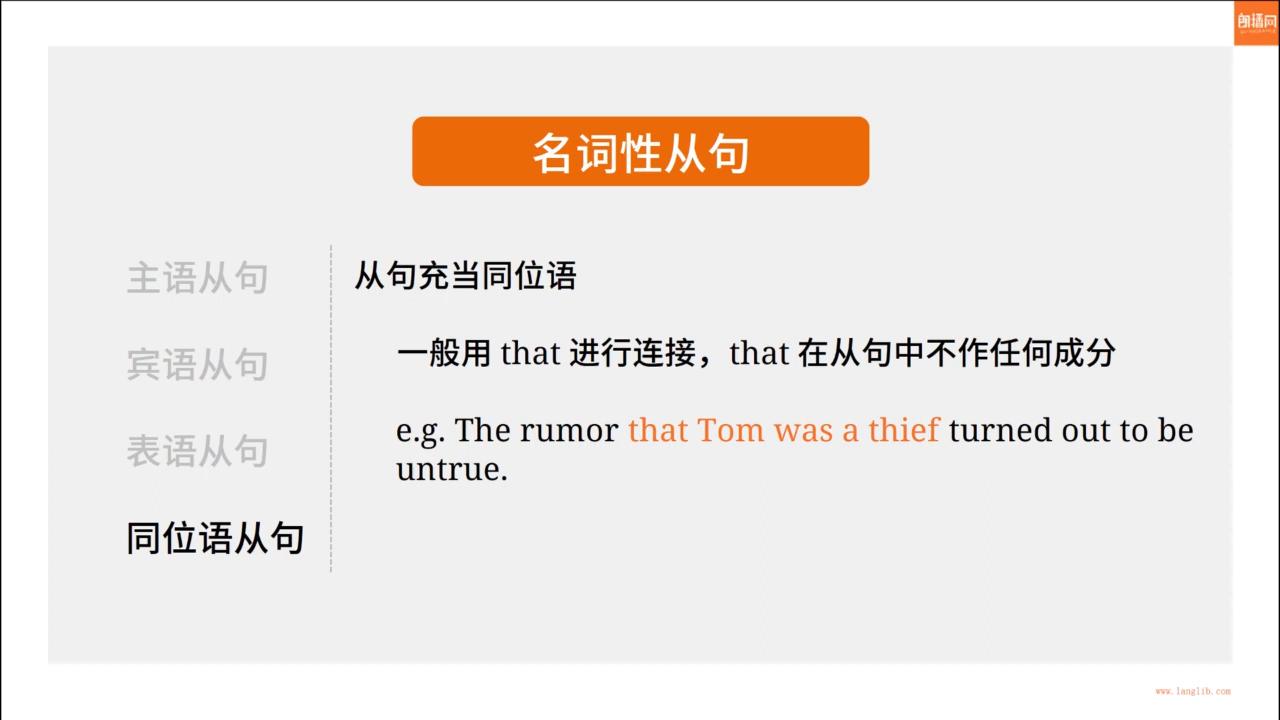 朗播网
名词性从句
主语从句
从句充当同位语
一般用 that 进行连接，that 在从句中不作任何成分
宾语从句
e.g. The rumor that Tom was a thief turned out to be
untrue.
表语从句
同位语从句
www.langlib.com